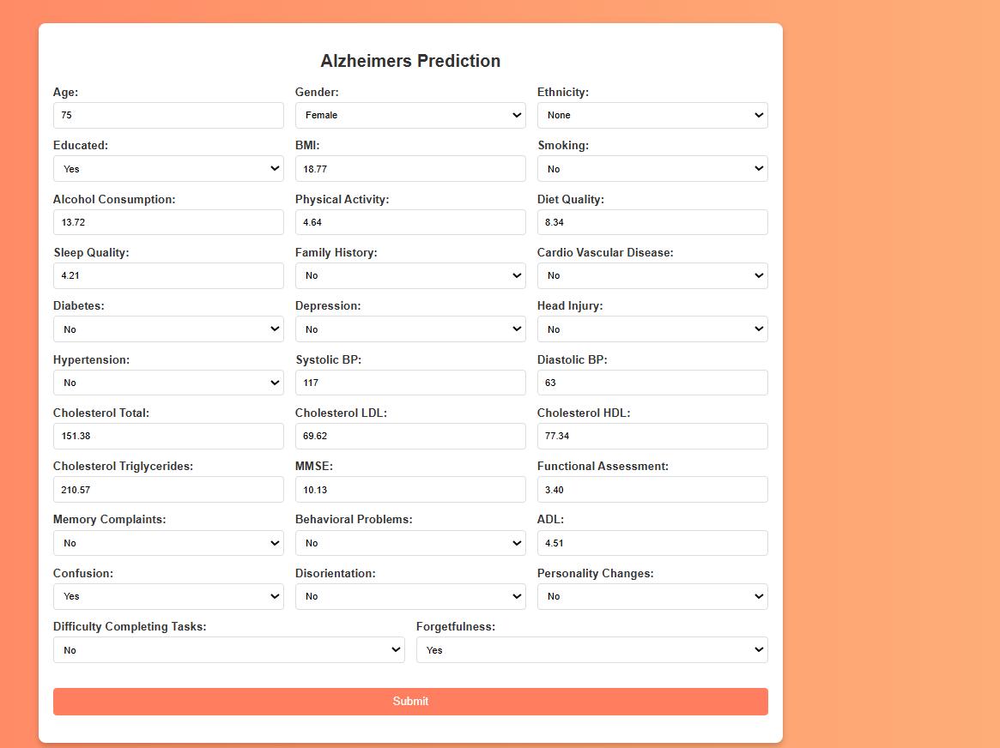 Alzheimers Prediction
Age: Gender: Ethnicity:
75 Female None
Educated: BMI: Smoking:
Yes 18.77 No
Alcohol Consumption: Physical Activity: Diet Quality:
13.72 4.64 8.34
Sleep Quality: Family History: Cardio Vascular Disease:
4.21 No No
Diabetes: Depression: Head Injury:
No No No
Hypertension: Systolic BP: Diastolic BP:
No 117 63
Cholesterol Total: Cholesterol LDL: Cholesterol HDL:
151.38 69.62 77.34
Cholesterol Triglycerides: MMSE: Functional Assessment:
210.57 10.13 3.40
Memory Complaints: Behavioral Problems: ADL:
No No 4.51
Confusion: Disorientation: Personality Changes:
Yes No No
Difficulty Completing Tasks: Forgetfulness:
No Yes
Submit